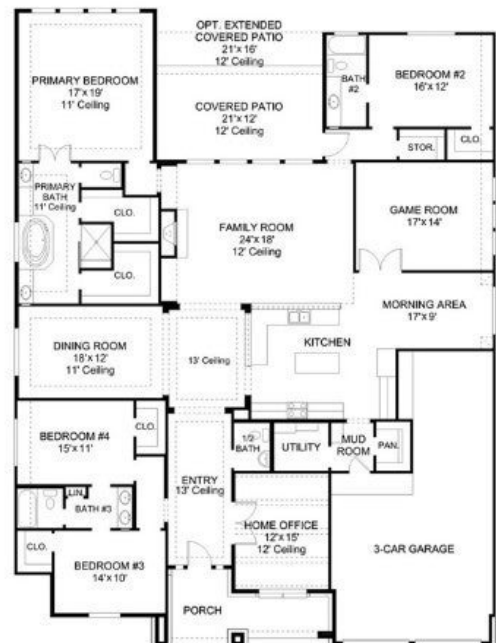 OPT. EXTENDED
COVERED PATIO
21'x 16'
12' Ceiling
PRIMARY BEDROOM
17'x 19'
11' Ceiling
BATH
#2
BEDROOM #2
16'x 12'
COVERED PATIO
21'x 12'
12' Ceiling
STOR.
CLO.
PRIMARY
BATH
11' Ceiling
CLO.
CLO.
FAMILY ROOM
24'x 18'
12' Ceiling
GAME ROOM
17'x 14'
MORNING AREA
17'x 9'
DINING ROOM
18'x 12'
11' Ceiling
13' Ceiling
KITCHEN
BEDROOM #4
15'x 11'
CLO.
1/2
BATH
UTILITY
MUD
ROOM
PAN.
ENTRY
13' Ceiling
LIN.
BATH #3
HOME OFFICE
12'x 15'
12' Ceiling
3-CAR GARAGE
CLO.
BEDROOM #3
14'x 10'
PORCH